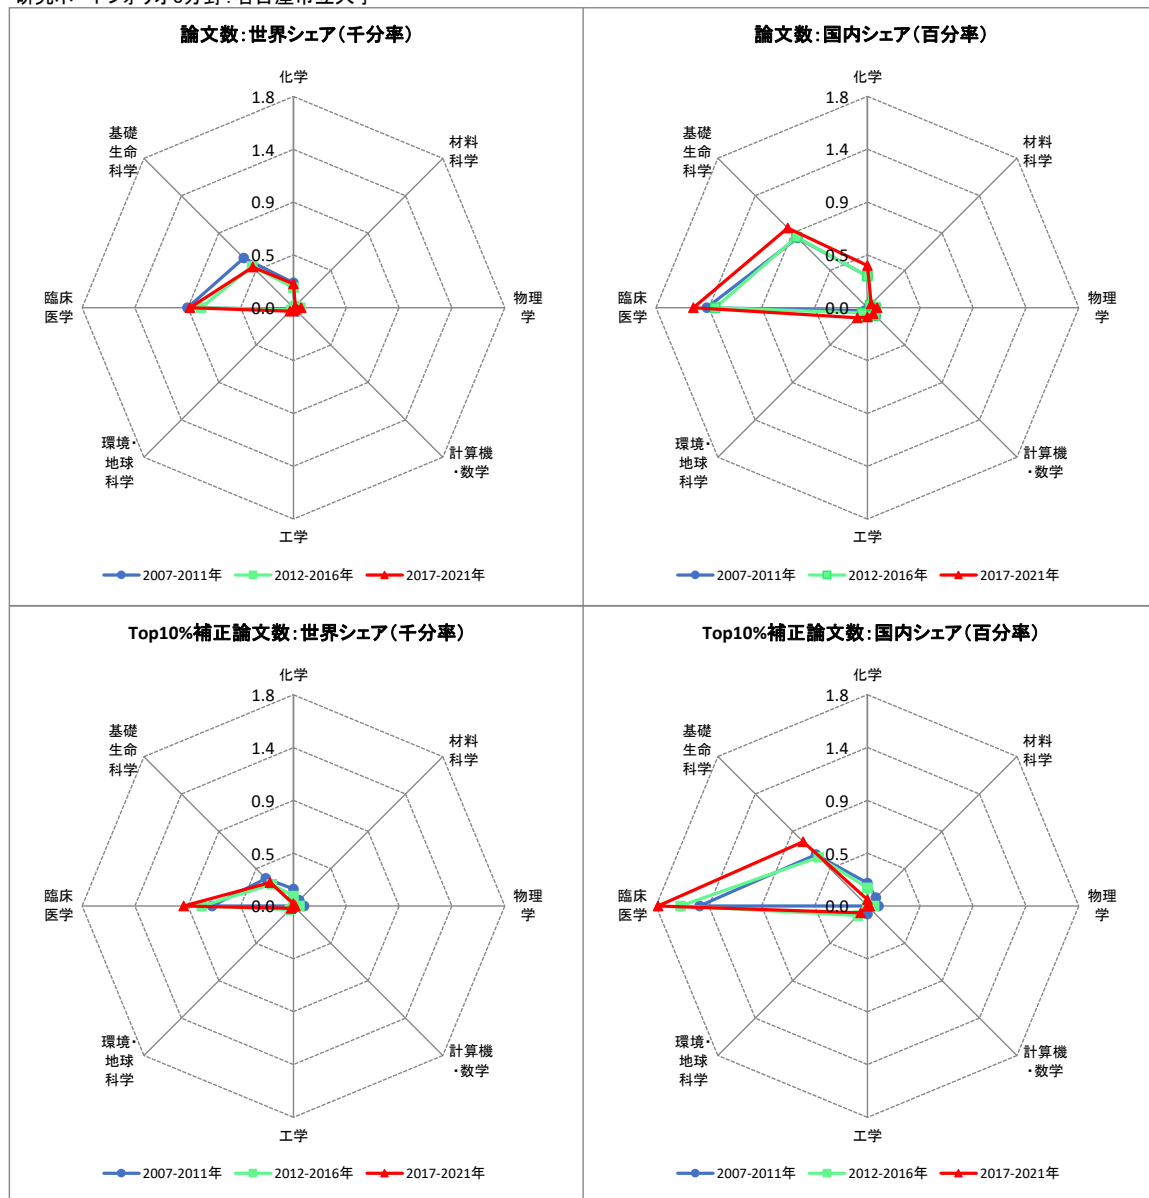 論文数：世界シェア（千分率）
化学
1.8
1.4
0.9
0.5
0.0
材料
科学
物理
学
計算機
・数学
工学
環境・
地球
科学
臨床
医学
基礎
生命
科学
2007-2011年
2012-2016年
2017-2021年
論文数：国内シェア（百分率）
化学
1.8
1.4
0.9
0.5
0.0
材料
科学
物理
学
計算機
・数学
工学
環境・
地球
科学
臨床
医学
基礎
生命
科学
2007-2011年
2012-2016年
2017-2021年
Top10%補正論文数：世界シェア（千分率）
化学
1.8
1.4
0.9
0.5
0.0
材料
科学
物理
学
計算機
・数学
工学
環境・
地球
科学
臨床
医学
基礎
生命
科学
2007-2011年
2012-2016年
2017-2021年
Top10%補正論文数：国内シェア（百分率）
化学
1.8
1.4
0.9
0.5
0.0
材料
科学
物理
学
計算機
・数学
工学
環境・
地球
科学
臨床
医学
基礎
生命
科学
2007-2011年
2012-2016年
2017-2021年